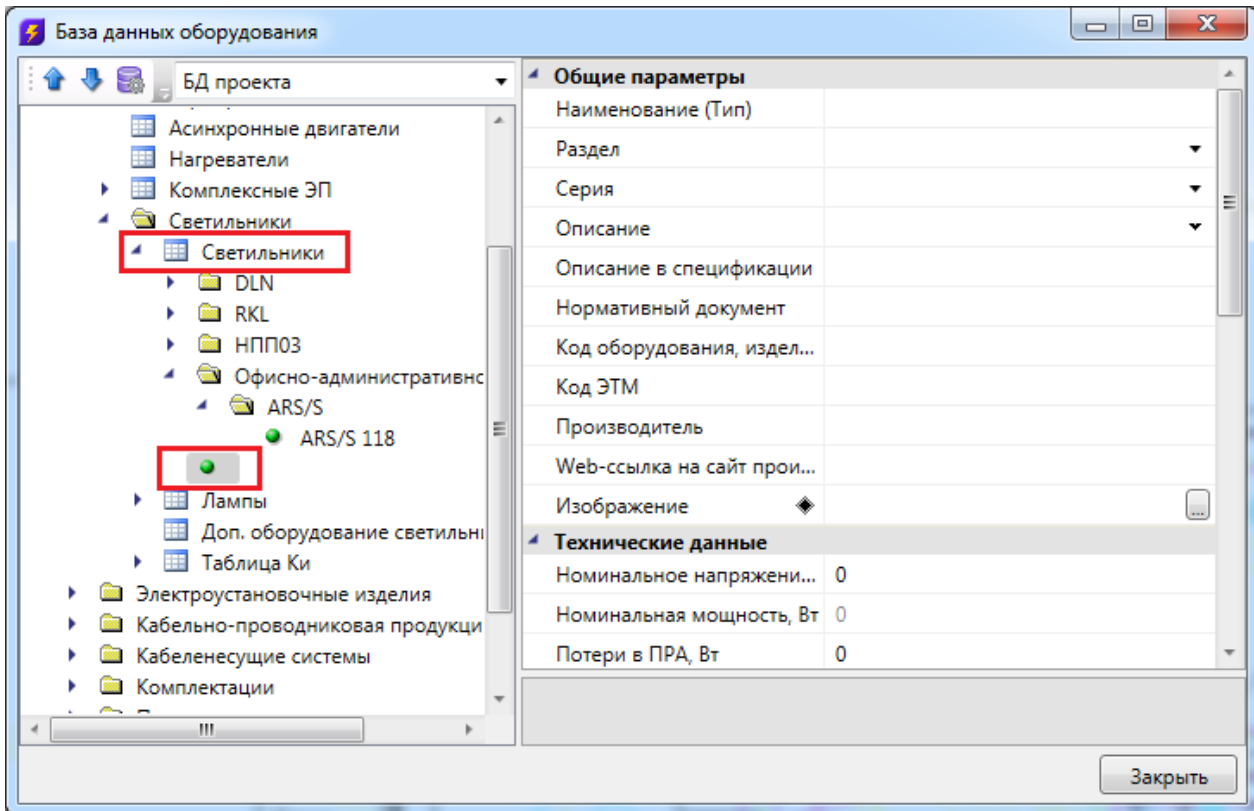 База данных оборудования
БД проекта
Асинхронные двигатели
Нагреватели
Комплексные ЭП
Светильники
Светильники
DLN
RKL
НПП03
Офисно-административнс
ARS/S
ARS/S 118
Лампы
Доп. оборудование светильн
Таблица Ки
Электроустановочные изделия
Кабельно-проводниковая продукци
Кабеленесущие системы
Комплектации
Общие параметры
Наименование (Тип)
Раздел
Серия
Описание
Описание в спецификации
Нормативный документ
Код оборудования, издел...
Код ЭТМ
Производитель
Web-ссылка на сайт прои...
Изображение ...
Технические данные
Номинальное напряжени... 0
Номинальная мощность, Вт 0
Потери в ПРА, Вт 0
Закрыть